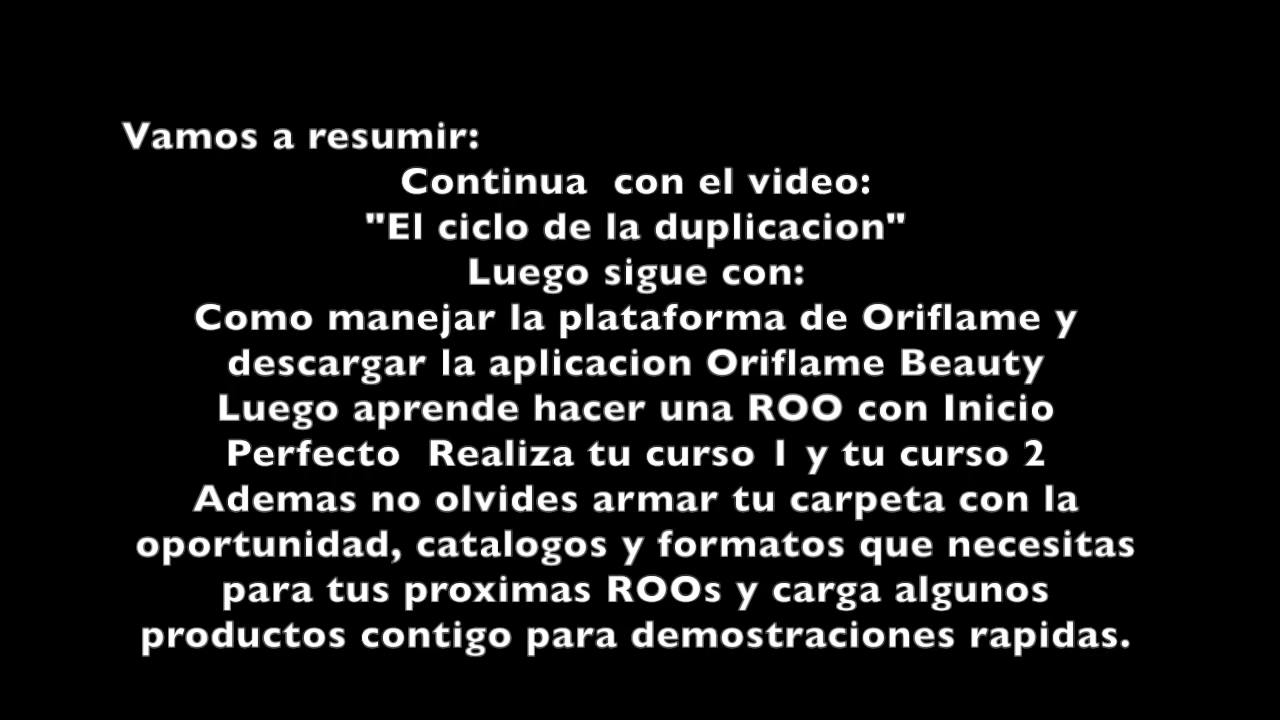 Vamos a resumir:
Continua  con el video:
"El ciclo de la duplicacion"
Luego sigue con:
Como manejar la plataforma de Oriflame y
descargar la aplicacion Oriflame Beauty
Luego aprende hacer una ROO con Inicio
Perfecto  Realiza tu curso 1 y tu curso 2
Ademas no olvides armar tu carpeta con la
oportunidad, catalogos y formatos que necesitas
para tus proximas ROOs y carga algunos
productos contigo para demostraciones rapidas.